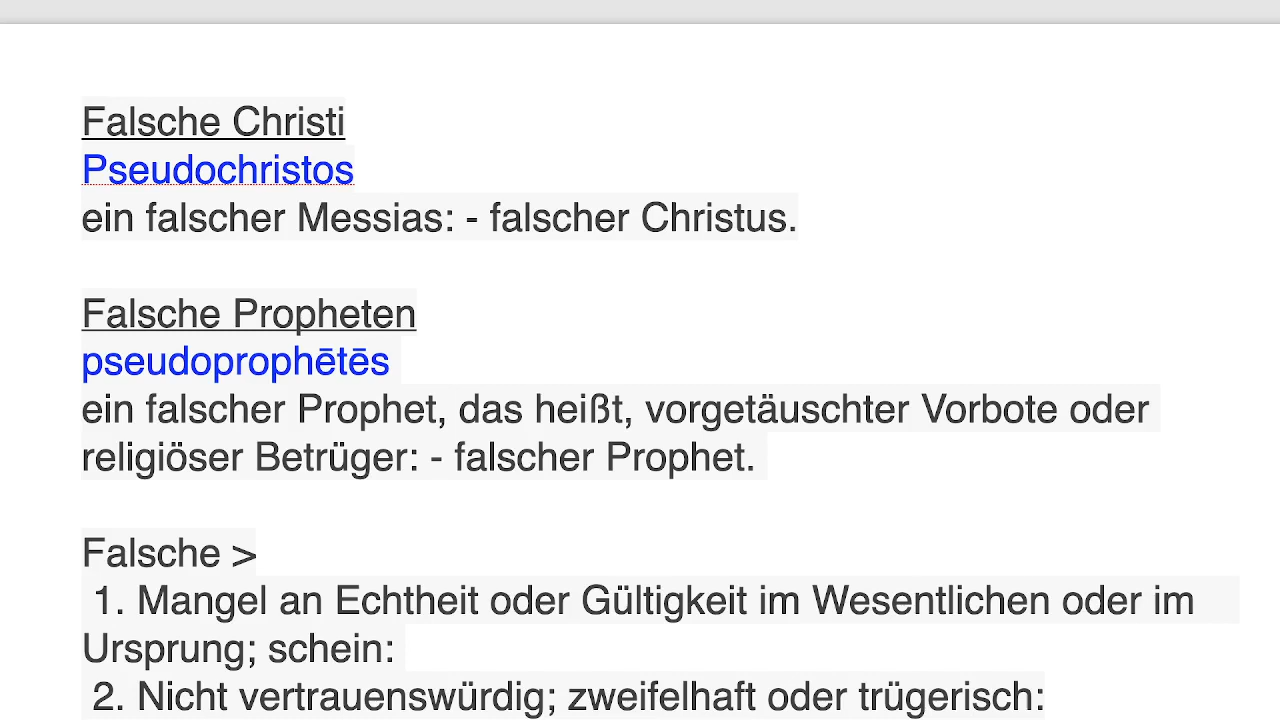 Falsche Christi
Pseudochristos
ein falscher Messias: - falscher Christus.
Falsche Propheten
pseudoprophētēs
ein falscher Prophet, das heißt, vorgetäuschter Vorbote oder
religiöser Betrüger: - falscher Prophet.
Falsche >
1. Mangel an Echtheit oder Gültigkeit im Wesentlichen oder im
Ursprung; schein:
2. Nicht vertrauenswürdig; zweifelhaft oder trügerisch: